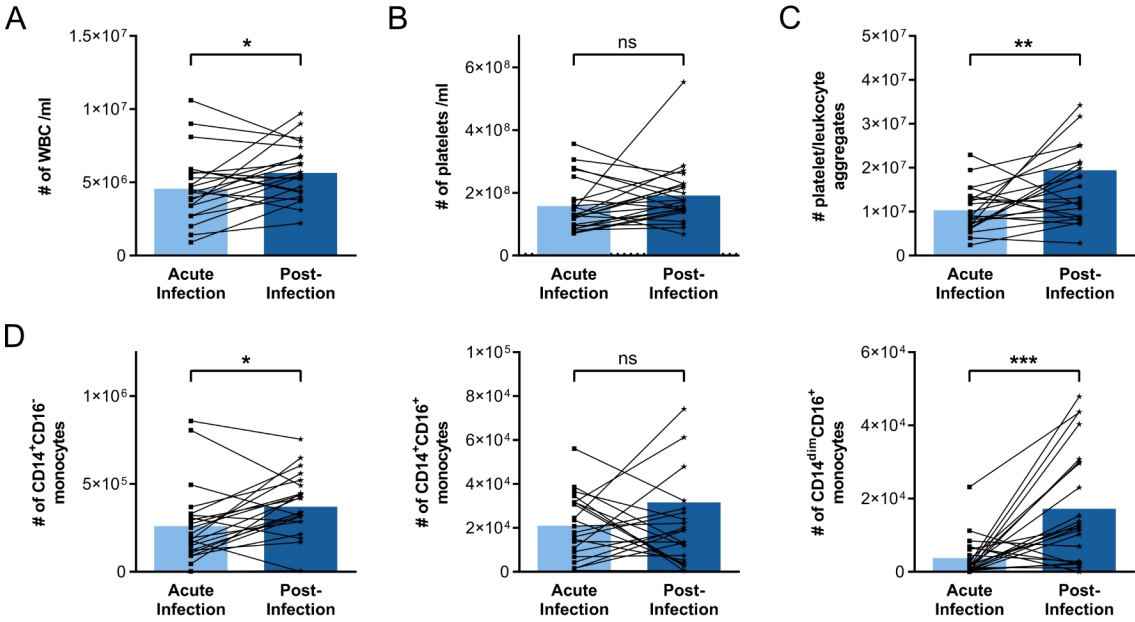 A
# of WBC /ml
1.5×10⁷
1×10⁷
5×10⁶
0
*
Acute Infection
Post-Infection
B
# of platelets /ml
6×10⁸
4×10⁸
2×10⁸
0
ns
Acute Infection
Post-Infection
C
# platelet/leukocyte
aggregates
5×10⁷
4×10⁷
3×10⁷
2×10⁷
1×10⁷
0
**
Acute Infection
Post-Infection
D
# of CD14⁺CD16⁻
monocytes
1×10⁶
5×10⁵
0
*
Acute Infection
Post-Infection
# of CD14⁺CD16⁺
monocytes
1×10⁵
8×10⁴
6×10⁴
4×10⁴
2×10⁴
0
ns
Acute Infection
Post-Infection
# of CD14ᵈⁱᵐCD16⁺
monocytes
6×10⁴
4×10⁴
2×10⁴
0
***
Acute Infection
Post-Infection